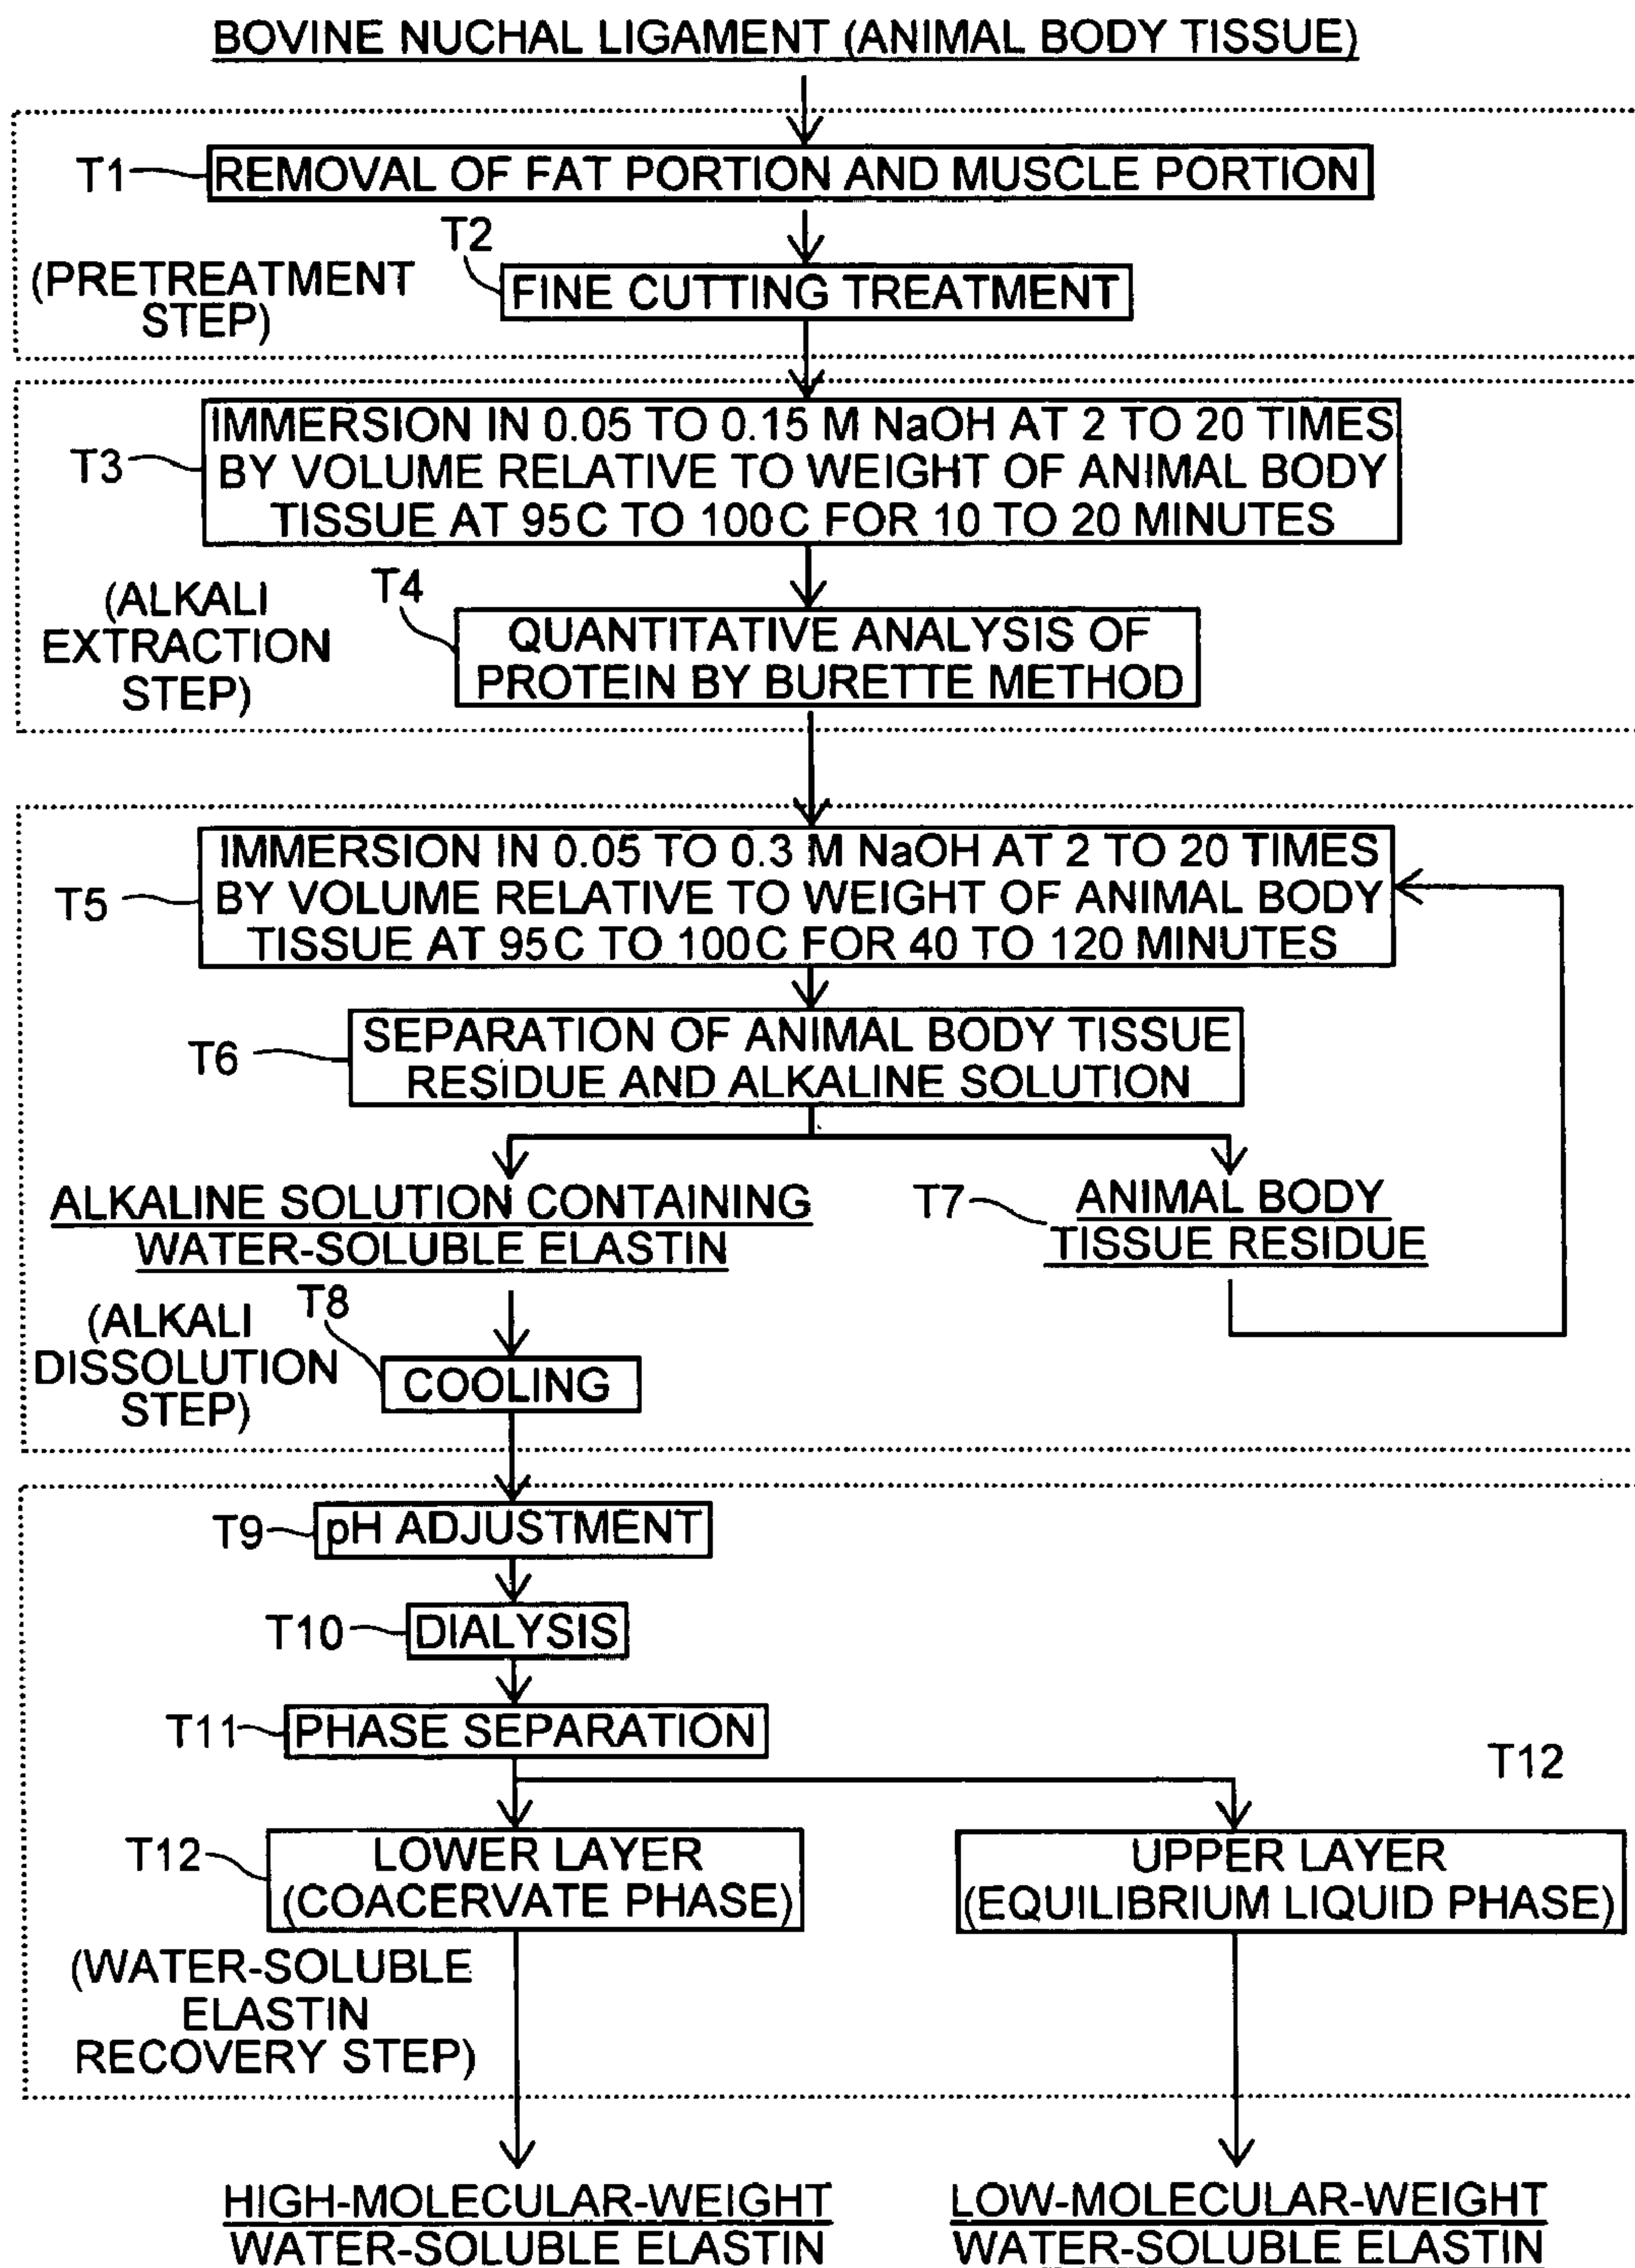 BOVINE NUCHAL LIGAMENT (ANIMAL BODY TISSUE)
T1
REMOVAL OF FAT PORTION AND MUSCLE PORTION
T2
(PRETREATMENT
STEP)
FINE CUTTING TREATMENT
T3
IMMERSION IN 0.05 TO 0.15 M NaOH AT 2 TO 20 TIMES
BY VOLUME RELATIVE TO WEIGHT OF ANIMAL BODY
TISSUE AT 95C TO 100C FOR 10 TO 20 MINUTES
T4
(ALKALI
EXTRACTION
STEP)
QUANTITATIVE ANALYSIS OF
PROTEIN BY BURETTE METHOD
T5
IMMERSION IN 0.05 TO 0.3 M NaOH AT 2 TO 20 TIMES
BY VOLUME RELATIVE TO WEIGHT OF ANIMAL BODY
TISSUE AT 95C TO 100C FOR 40 TO 120 MINUTES
T6
SEPARATION OF ANIMAL BODY TISSUE
RESIDUE AND ALKALINE SOLUTION
ALKALINE SOLUTION CONTAINING
WATER-SOLUBLE ELASTIN
T7
ANIMAL BODY
TISSUE RESIDUE
T8
(ALKALI
DISSOLUTION
STEP)
COOLING
T9
pH ADJUSTMENT
T10
DIALYSIS
T11
PHASE SEPARATION
T12
T12
LOWER LAYER
(COACERVATE PHASE)
UPPER LAYER
(EQUILIBRIUM LIQUID PHASE)
(WATER-SOLUBLE
ELASTIN
RECOVERY STEP)
HIGH-MOLECULAR-WEIGHT
WATER-SOLUBLE ELASTIN
LOW-MOLECULAR-WEIGHT
WATER-SOLUBLE ELASTIN